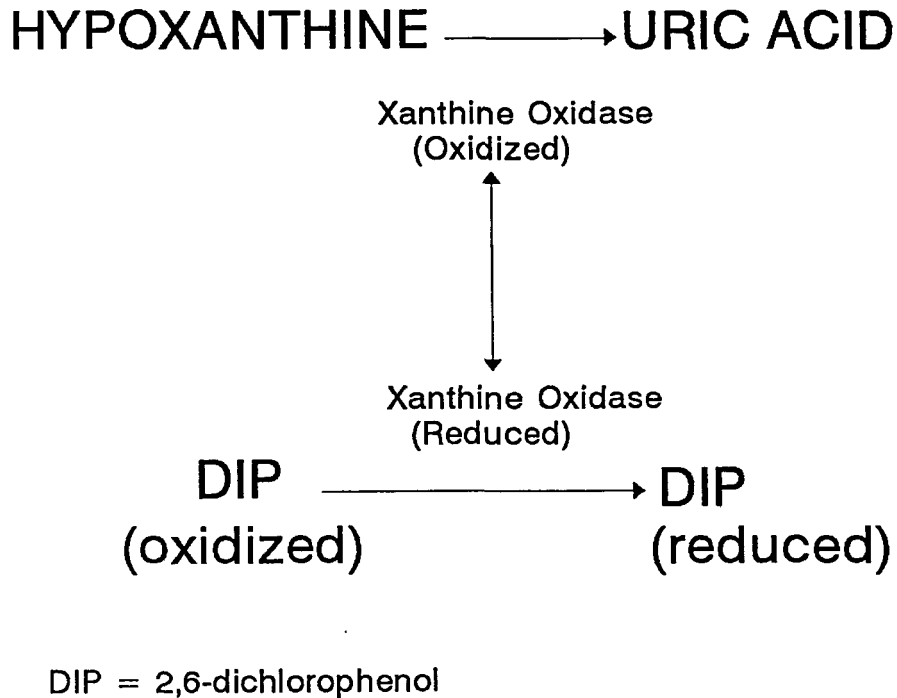 HYPOXANTHINE → URIC ACID
Xanthine Oxidase
(Oxidized)
Xanthine Oxidase
(Reduced)
DIP → DIP
(oxidized) (reduced)
DIP = 2,6-dichlorophenol